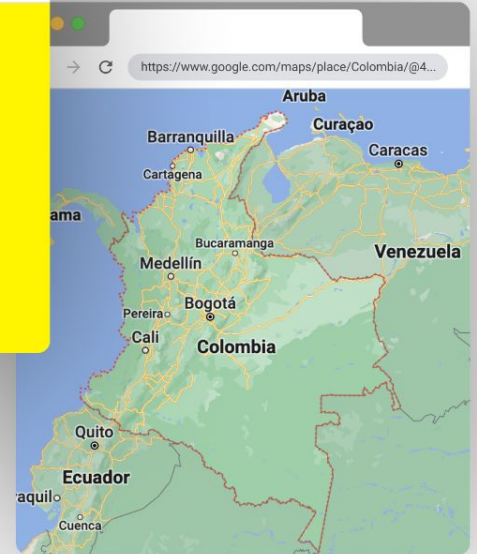 https://www.google.com/maps/place/Colombia/@4...
Aruba
Curaçao
Barranquilla
Caracas
Cartagena
ama
Bucaramanga
Venezuela
Medellín
Bogotá
Pereira
Cali
Colombia
Quito
Ecuador
aquil
Cuenca